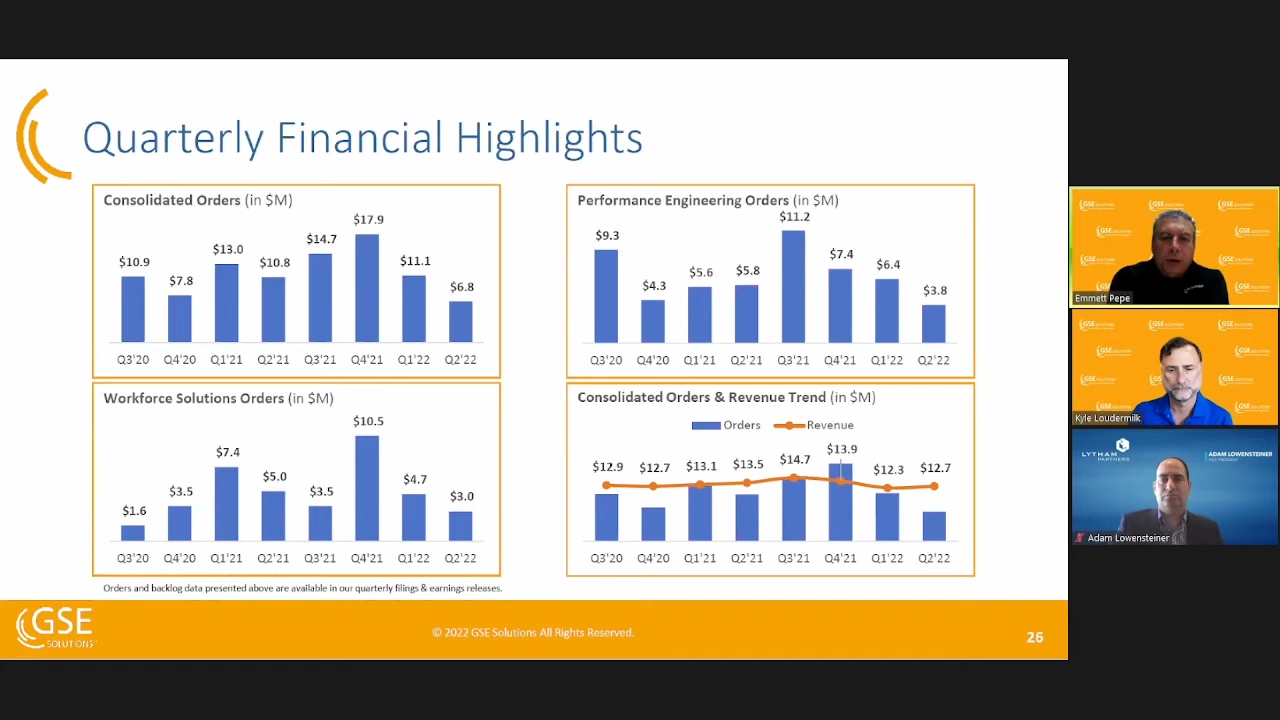 Quarterly Financial Highlights
Consolidated Orders (in $M)
$10.9 $7.8 $13.0 $10.8 $14.7 $17.9 $11.1 $6.8
Q3'20 Q4'20 Q1'21 Q2'21 Q3'21 Q4'21 Q1'22 Q2'22
Performance Engineering Orders (in $M)
$9.3 $4.3 $5.6 $5.8 $11.2 $7.4 $6.4 $3.8
Q3'20 Q4'20 Q1'21 Q2'21 Q3'21 Q4'21 Q1'22 Q2'22
Workforce Solutions Orders (in $M)
$1.6 $3.5 $7.4 $5.0 $3.5 $10.5 $4.7 $3.0
Q3'20 Q4'20 Q1'21 Q2'21 Q3'21 Q4'21 Q1'22 Q2'22
Consolidated Orders & Revenue Trend (in $M)
Orders Revenue
$12.9 $12.7 $13.1 $13.5 $14.7 $13.9 $12.3 $12.7
Q3'20 Q4'20 Q1'21 Q2'21 Q3'21 Q4'21 Q1'22 Q2'22
Orders and backlog data presented above are available in our quarterly filings & earnings releases.
GSE
SOLUTIONS
© 2022 GSE Solutions All Rights Reserved.
26
Emmett Pepe
Kyle Loudermilk
LYTHAM
PARTNERS
ADAM LOWENSTEINER
VICE PRESIDENT
Adam Lowensteiner